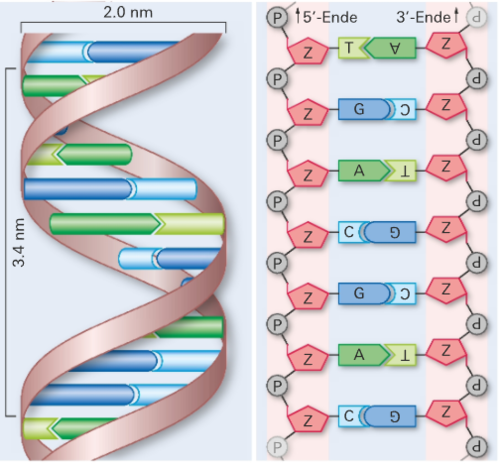 2.0 nm
3.4 nm
P 5'-Ende 3'-Ende P
Z T A Z
P P
Z G C Z
P P
Z A T Z
P P
Z C G Z
P P
Z G C Z
P P
Z A T Z
P P
Z C G Z
P P